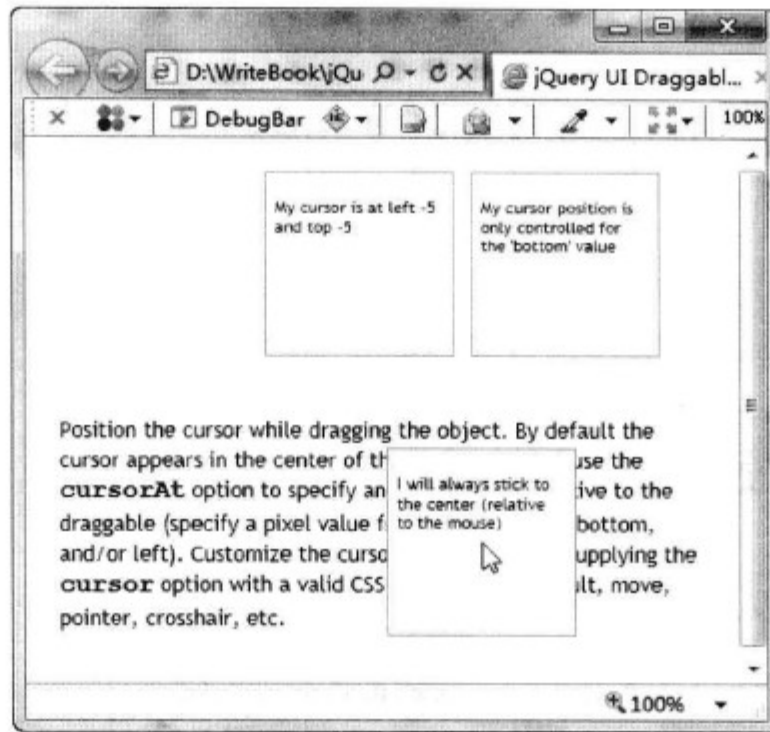 D:\WriteBook\jQu
jQuery UI Draggabl...
DebugBar
100%
My cursor is at left -5
and top -5
My cursor position is
only controlled for
the 'bottom' value
Position the cursor while dragging the object. By default the
cursor appears in the center of th use the
cursorAt option to specify an ive to the
draggable (specify a pixel value f bottom,
and/or left). Customize the curso upplying the
cursor option with a valid CSS ult, move,
pointer, crosshair, etc.
I will always stick to
the center (relative
to the mouse)
100%